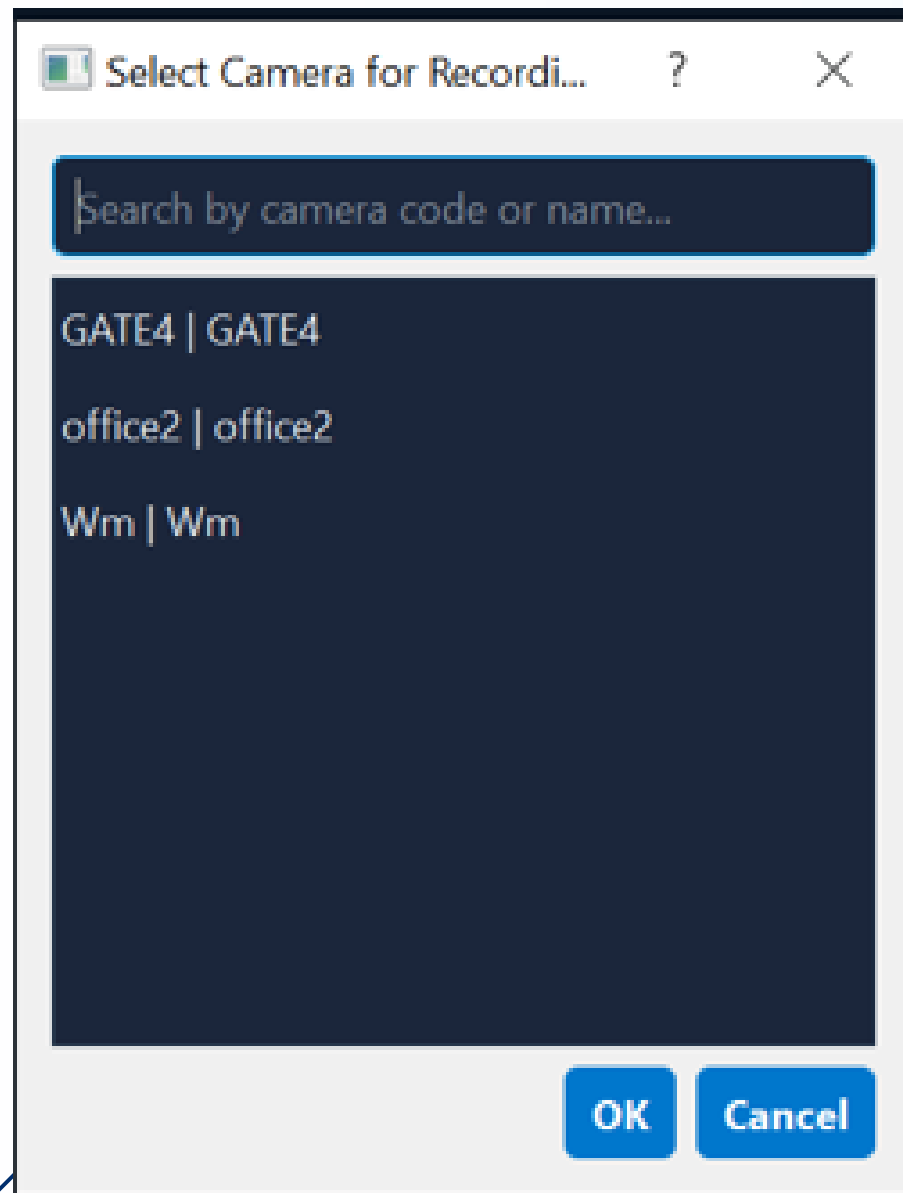 Select Camera for Recordi... ?
Search by camera code or name...
GATE4 | GATE4
office2 | office2
Wm | Wm
OK Cancel